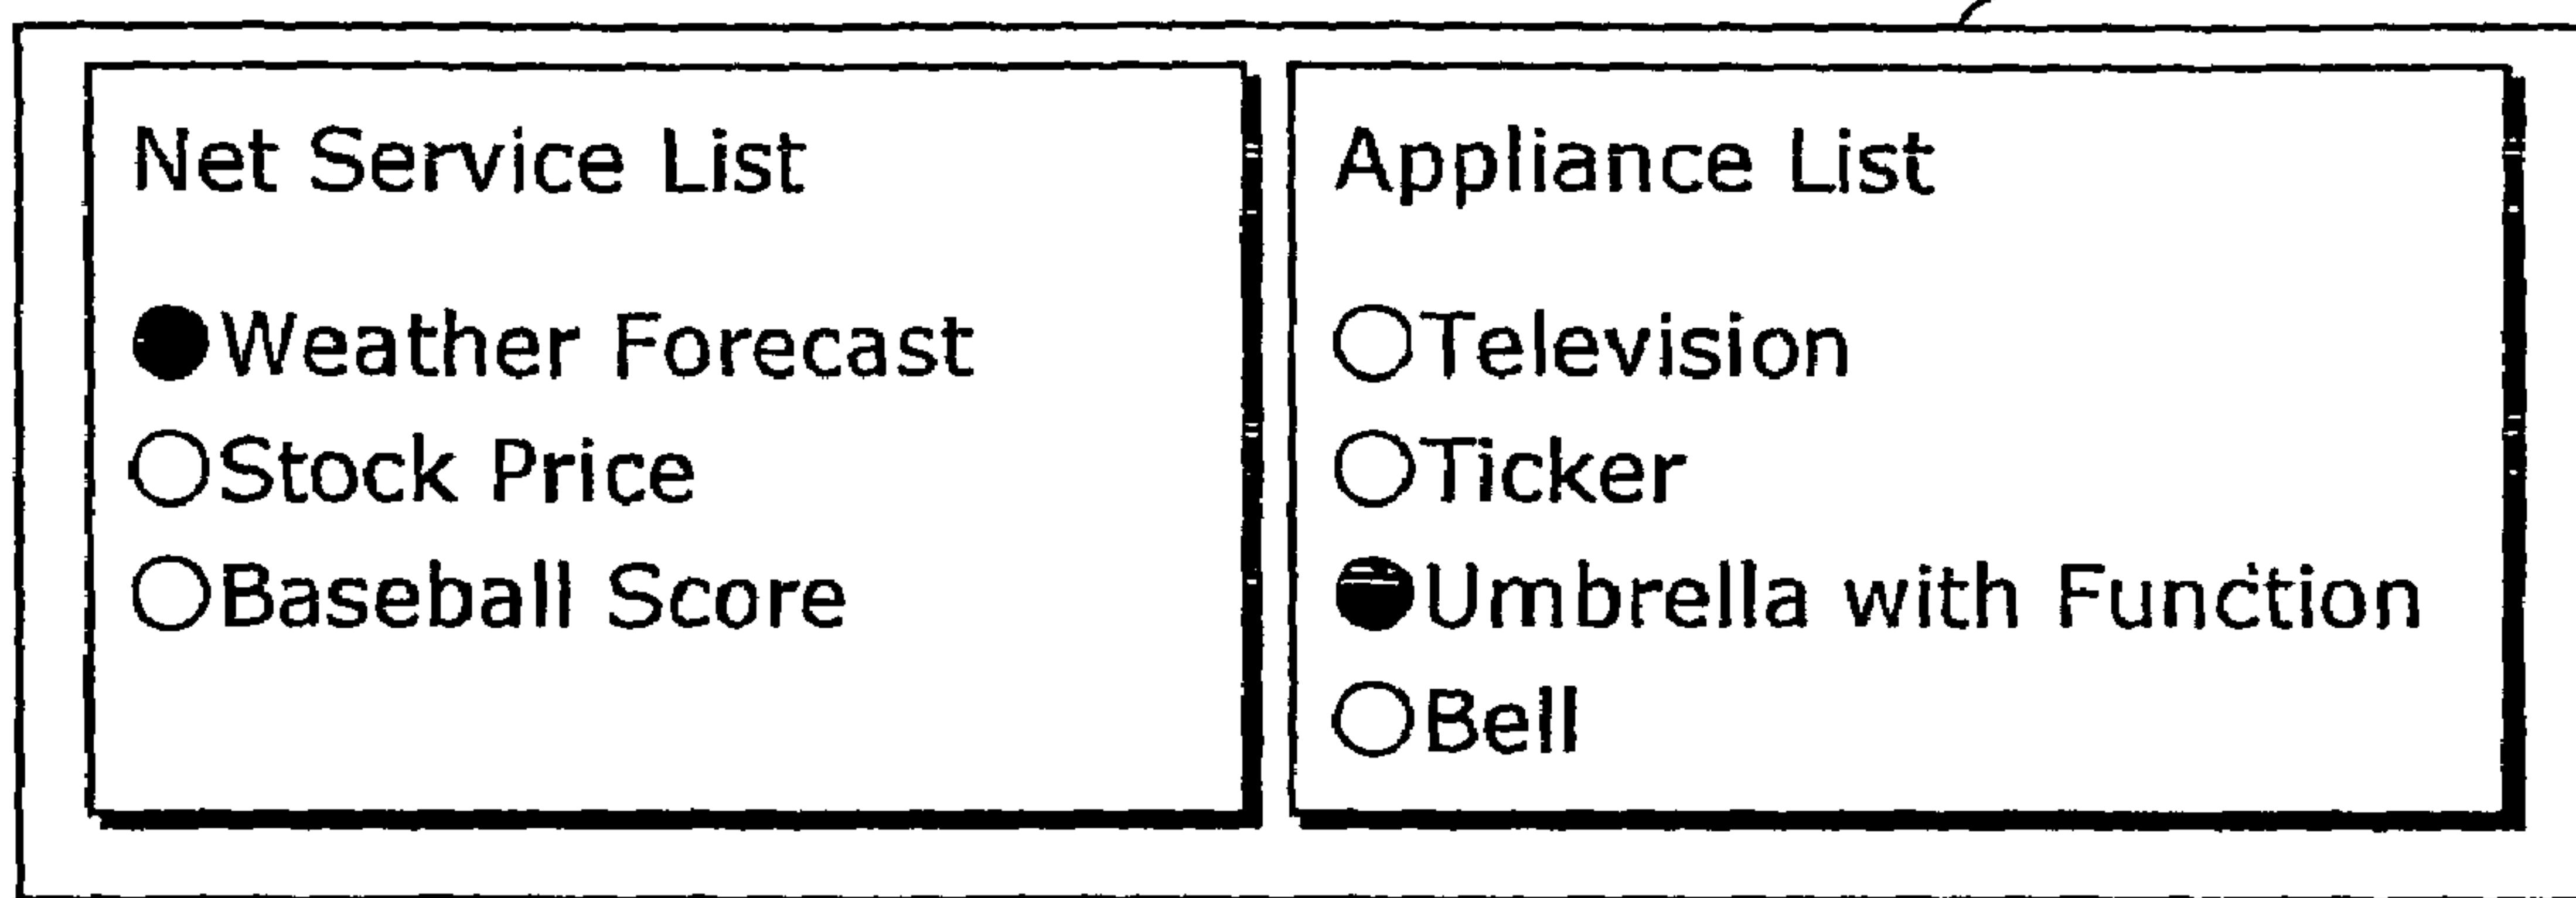 Net Service List
●Weather Forecast
○Stock Price
○Baseball Score
Appliance List
○Television
○Ticker
●Umbrella with Function
○Bell